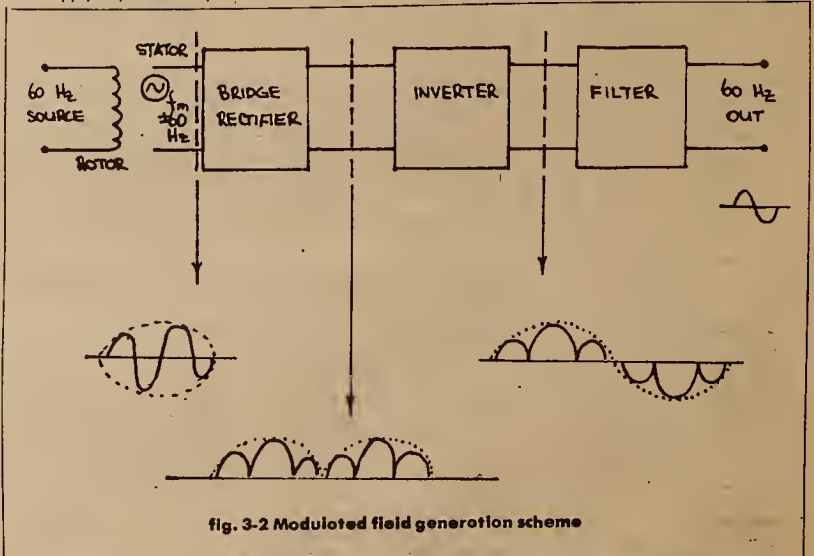 STATOR
60 Hz
SOURCE
ROTOR
fm
±60
Hz
BRIDGE
RECTIFIER
INVERTER
FILTER
60 Hz
OUT
fig. 3-2 Modulated field generation scheme